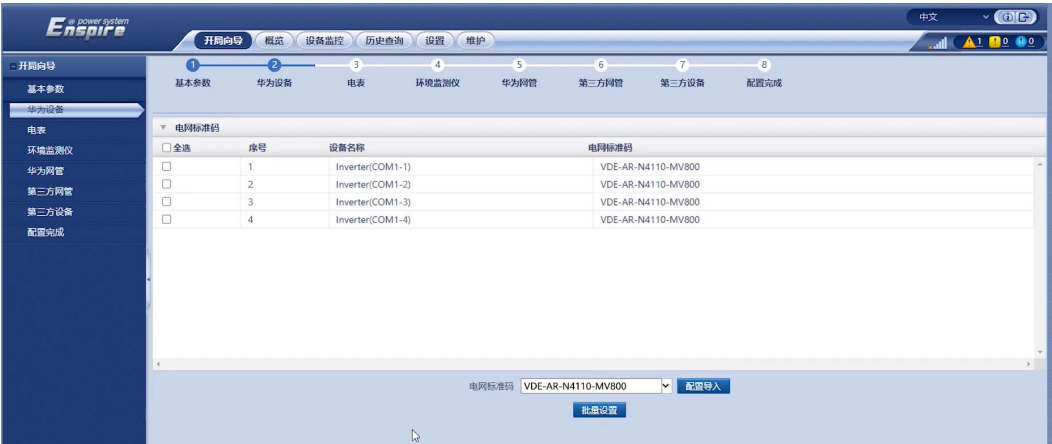 e power system
Enspire
中文
开局向导 概览 设备监控 历史查询 设置 维护
1 0 0
开局向导
基本参数
华为设备
电表
环境监测仪
华为网管
第三方网管
第三方设备
配置完成
1 2 3 4 5 6 7 8
基本参数 华为设备 电表 环境监测仪 华为网管 第三方网管 第三方设备 配置完成
电网标准码
全选 序号 设备名称 电网标准码
1 Inverter(COM1-1) VDE-AR-N4110-MV800
2 Inverter(COM1-2) VDE-AR-N4110-MV800
3 Inverter(COM1-3) VDE-AR-N4110-MV800
4 Inverter(COM1-4) VDE-AR-N4110-MV800
电网标准码 VDE-AR-N4110-MV800 配置导入
批量设置